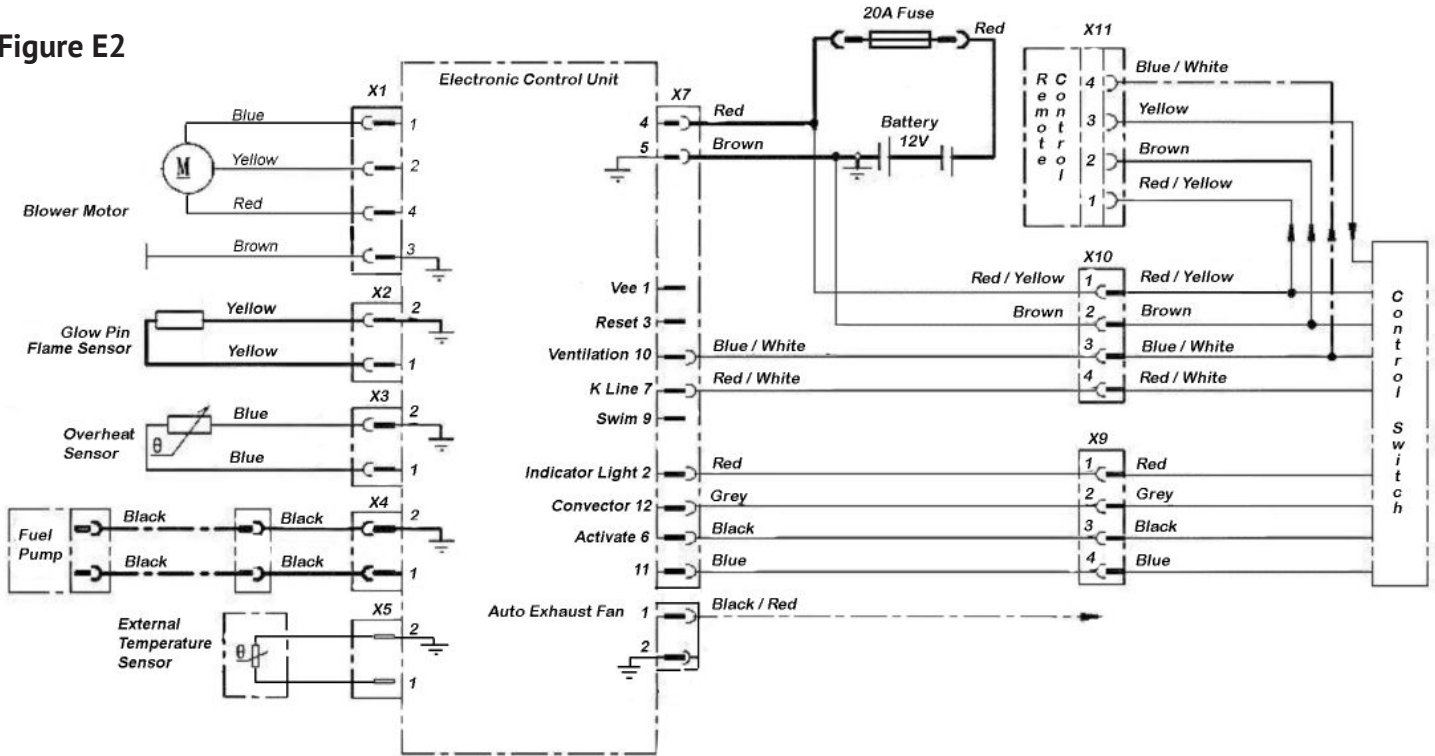 Figure E2
20A Fuse
Red
X11
Electronic Control Unit
Remote Control
4
Blue / White
3
Yellow
2
Brown
1
Red / Yellow
X1
Blue
1
Yellow
2
M
Red
4
Blower Motor
Brown
3
X7
4
Red
5
Brown
Battery
12V
X2
Yellow
2
Glow Pin
Flame Sensor
Yellow
1
X3
Blue
2
Overheat
Sensor
θ
Blue
1
X4
Fuel
Pump
Black
Black
2
Black
Black
1
X5
External
Temperature
Sensor
θ
2
1
Vee 1
Reset 3
Ventilation 10
Blue / White
K Line 7
Red / White
Swim 9
Indicator Light 2
Red
Convector 12
Grey
Activate 6
Black
11
Blue
Auto Exhaust Fan
1
Black / Red
2
X10
Red / Yellow
1
Red / Yellow
Brown
2
Brown
3
Blue / White
4
Red / White
X9
1
Red
2
Grey
3
Black
4
Blue
Control Switch